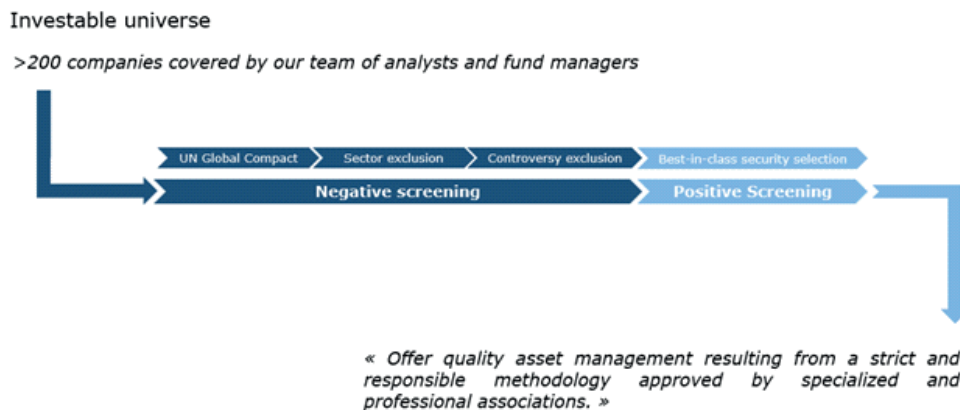 Investable universe
>200 companies covered by our team of analysts and fund managers
UN Global Compact
Sector exclusion
Controversy exclusion
Best-in-class security selection
Negative screening
Positive Screening
« Offer quality asset management resulting from a strict and
responsible methodology approved by specialized and
professional associations. »